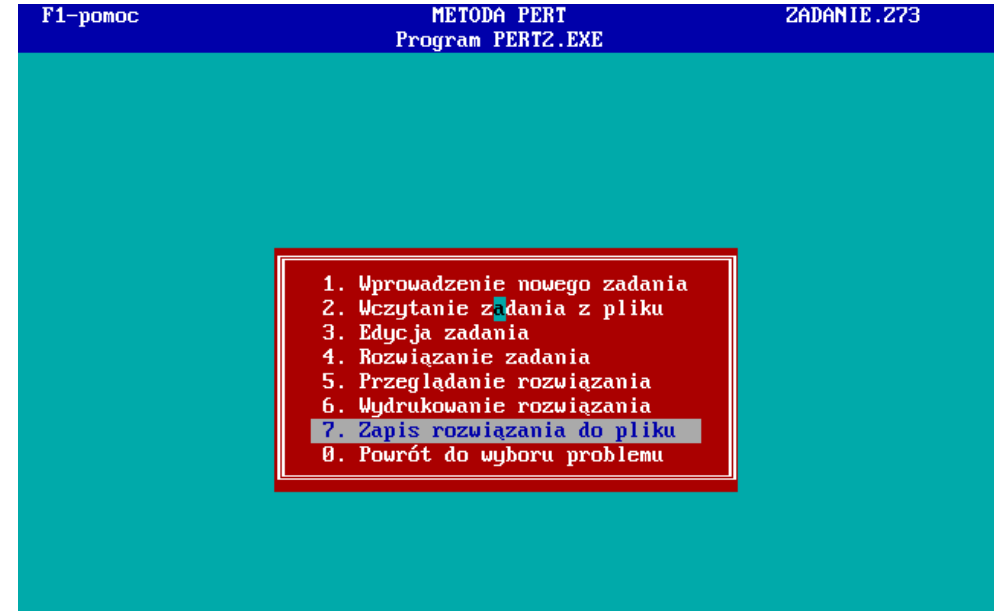 F1-pomoc METODA PERT ZADANIE.Z73
Program PERT2.EXE
1. Wprowadzenie nowego zadania
2. Wczytanie zadania z pliku
3. Edycja zadania
4. Rozwiązanie zadania
5. Przeglądanie rozwiązania
6. Wydrukowanie rozwiązania
7. Zapis rozwiązania do pliku
0. Powrót do wyboru problemu